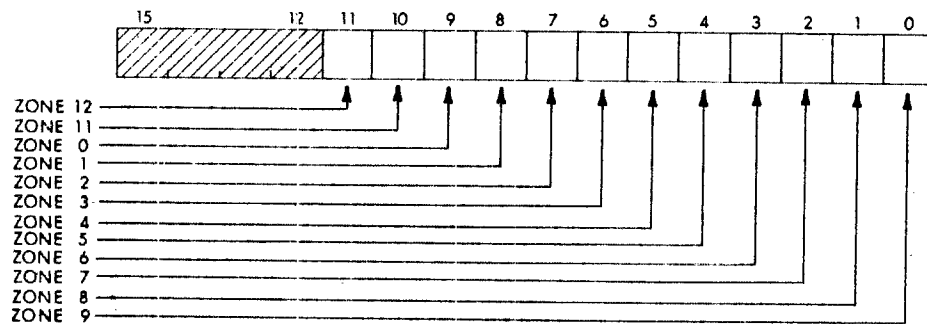 15 12 11 10 9 8 7 6 5 4 3 2 1 0
ZONE 12
ZONE 11
ZONE 0
ZONE 1
ZONE 2
ZONE 3
ZONE 4
ZONE 5
ZONE 6
ZONE 7
ZONE 8
ZONE 9